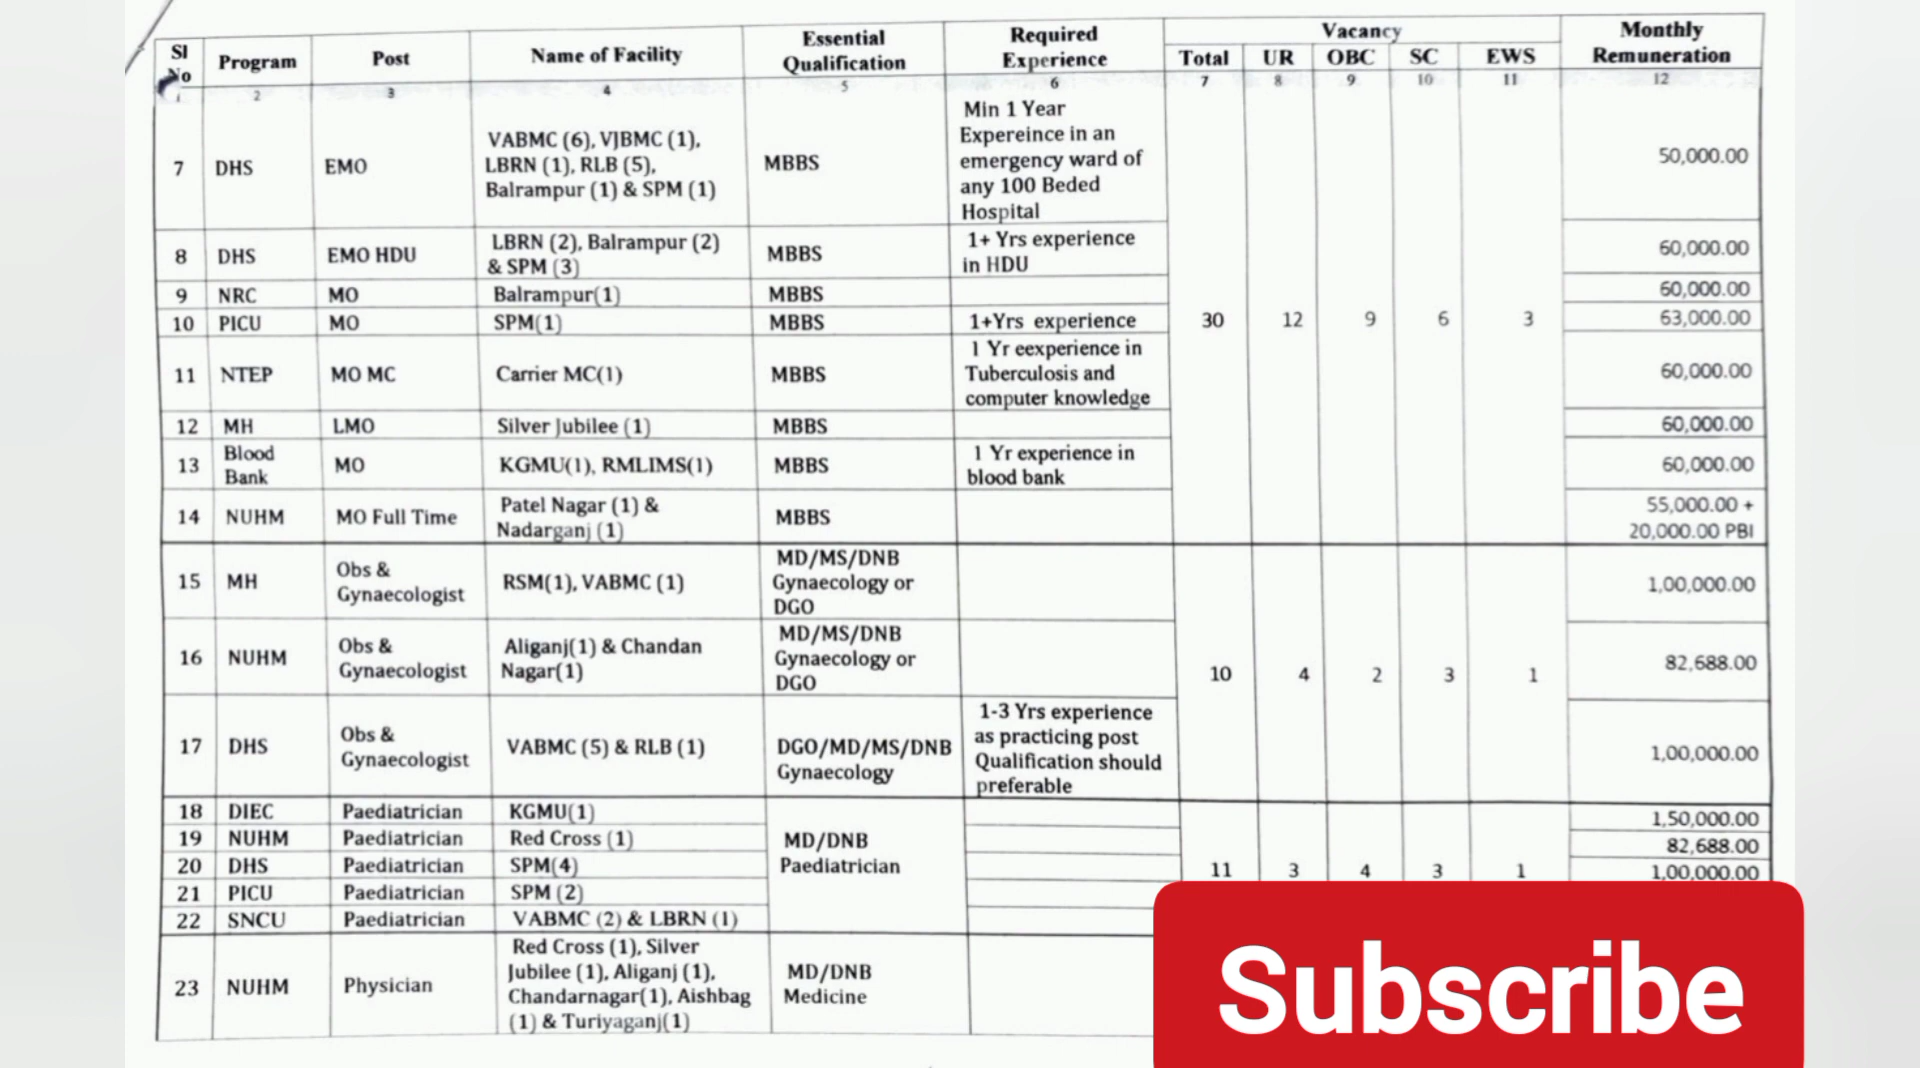 Sl No | Program | Post | Name of Facility | Essential Qualification | Required Experience | Vacancy | Monthly Remuneration
Total | UR | OBC | SC | EWS
1 | 2 | 3 | 4 | 5 | 6 | 7 | 8 | 9 | 10 | 11 | 12
7 | DHS | EMO | VABMC (6), VJBMC (1), LBRN (1), RLB (5), Balrampur (1) & SPM (1) | MBBS | Min 1 Year Expereince in an emergency ward of any 100 Beded Hospital | 50,000.00
8 | DHS | EMO HDU | LBRN (2), Balrampur (2) & SPM (3) | MBBS | 1+ Yrs experience in HDU | 60,000.00
9 | NRC | MO | Balrampur(1) | MBBS | 60,000.00
10 | PICU | MO | SPM(1) | MBBS | 1+Yrs experience | 30 | 12 | 9 | 6 | 3 | 63,000.00
11 | NTEP | MO MC | Carrier MC(1) | MBBS | 1 Yr eexperience in Tuberculosis and computer knowledge | 60,000.00
12 | MH | LMO | Silver Jubilee (1) | MBBS | 60,000.00
13 | Blood Bank | MO | KGMU(1), RMLIMS(1) | MBBS | 1 Yr experience in blood bank | 60,000.00
14 | NUHM | MO Full Time | Patel Nagar (1) & Nadarganj (1) | MBBS | 55,000.00 + 20,000.00 PBI
15 | MH | Obs & Gynaecologist | RSM(1), VABMC (1) | MD/MS/DNB Gynaecology or DGO | 1,00,000.00
16 | NUHM | Obs & Gynaecologist | Aliganj(1) & Chandan Nagar(1) | MD/MS/DNB Gynaecology or DGO | 10 | 4 | 2 | 3 | 1 | 82,688.00
17 | DHS | Obs & Gynaecologist | VABMC (5) & RLB (1) | DGO/MD/MS/DNB Gynaecology | 1-3 Yrs experience as practicing post Qualification should preferable | 1,00,000.00
18 | DIEC | Paediatrician | KGMU(1) | MD/DNB Paediatrician | 1,50,000.00
19 | NUHM | Paediatrician | Red Cross (1) | 82,688.00
20 | DHS | Paediatrician | SPM(4) | 11 | 3 | 4 | 3 | 1 | 1,00,000.00
21 | PICU | Paediatrician | SPM (2)
22 | SNCU | Paediatrician | VABMC (2) & LBRN (1)
23 | NUHM | Physician | Red Cross (1), Silver Jubilee (1), Aliganj (1), Chandarnagar(1), Aishbag (1) & Turiyaganj(1) | MD/DNB Medicine
Subscribe